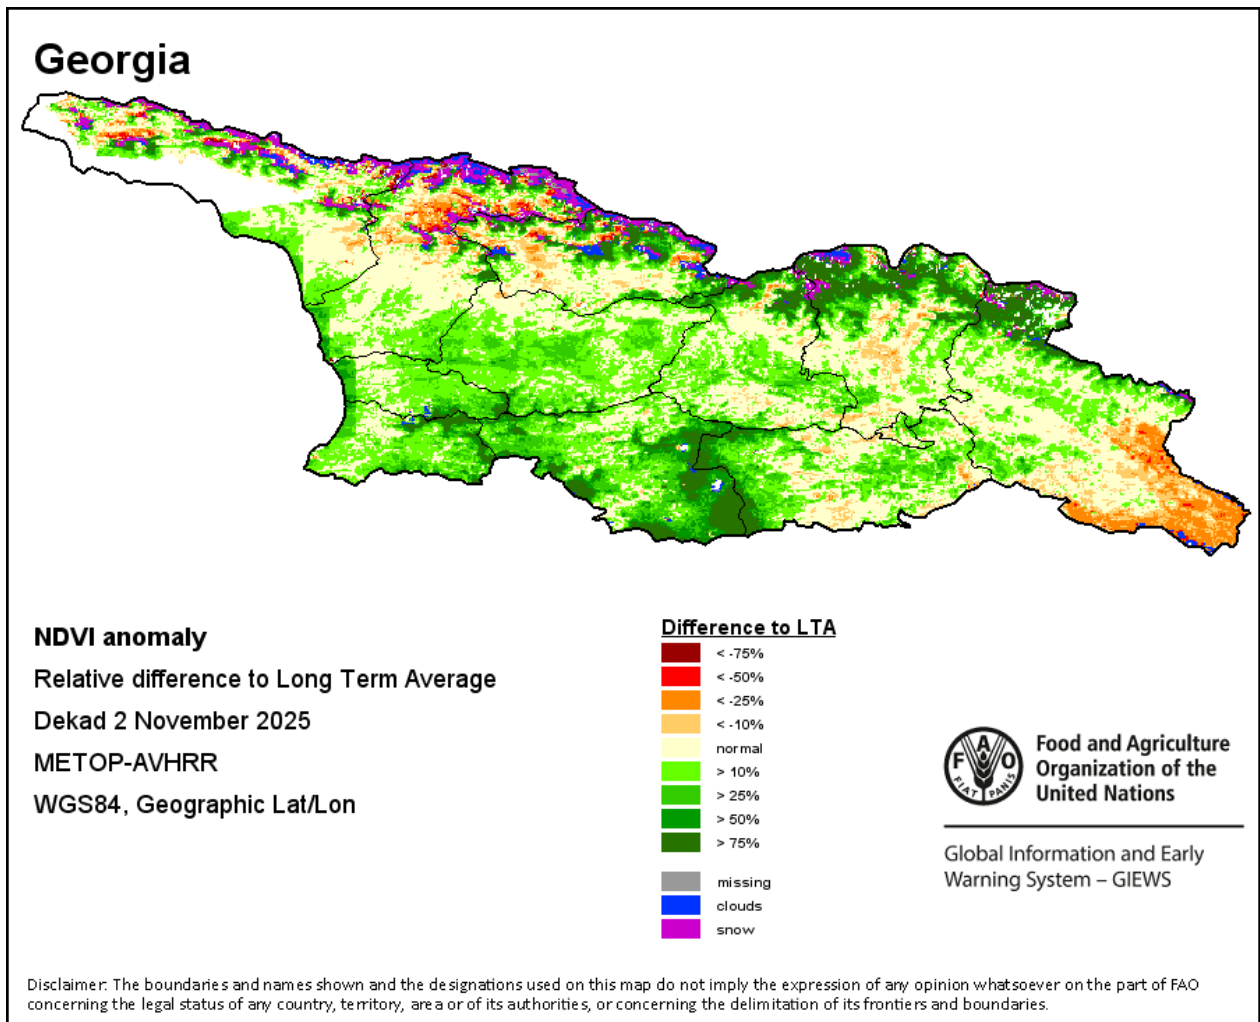 Georgia
NDVI anomaly
Relative difference to Long Term Average
Dekad 2 November 2025
METOP-AVHRR
WGS84, Geographic Lat/Lon
Difference to LTA
< -75%
< -50%
< -25%
< -10%
normal
> 10%
> 25%
> 50%
> 75%
missing
clouds
snow
F A O
FIAT PANIS
Food and Agriculture
Organization of the
United Nations
Global Information and Early
Warning System – GIEWS
Disclaimer: The boundaries and names shown and the designations used on this map do not imply the expression of any opinion whatsoever on the part of FAO
concerning the legal status of any country, territory, area or of its authorities, or concerning the delimitation of its frontiers and boundaries.